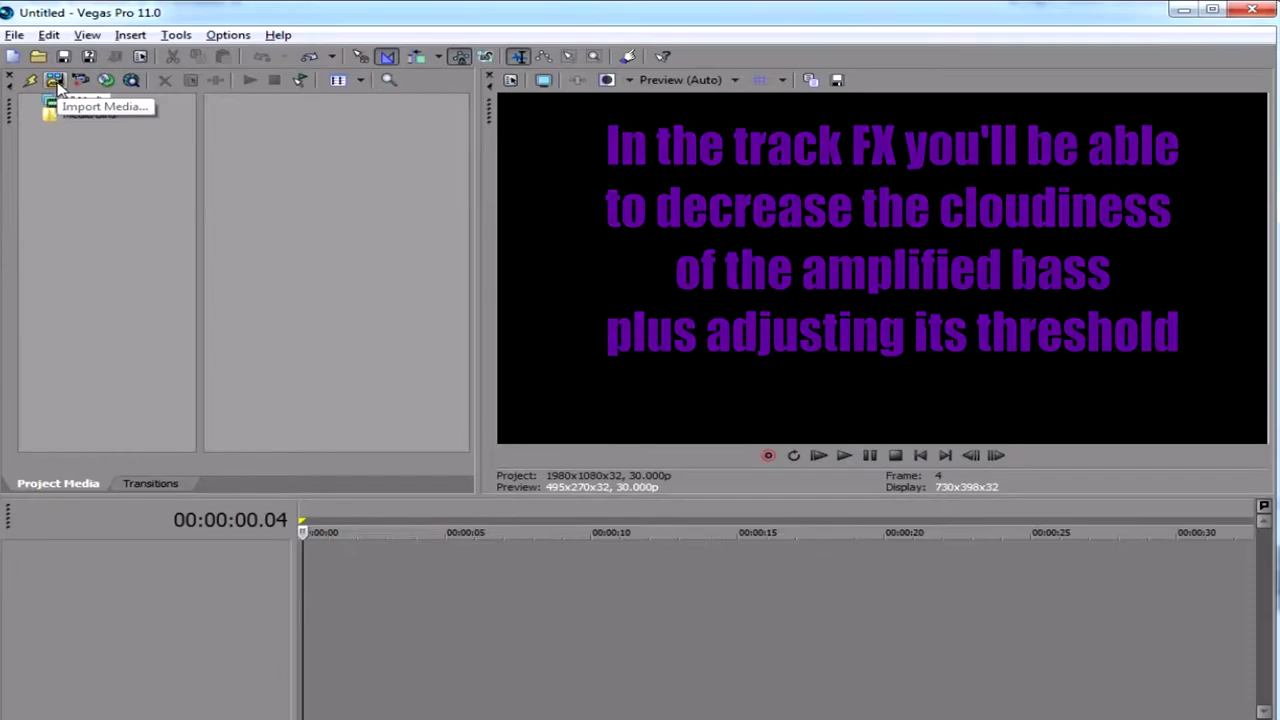 Untitled - Vegas Pro 11.0
File Edit View Insert Tools Options Help
Preview (Auto)
Import Media...
In the track FX you'll be able
to decrease the cloudiness
of the amplified bass
plus adjusting its threshold
Project: 1980x1080x32, 30.000p
Frame: 4
Preview: 495x270x32, 30.000p
Display: 730x398x32
Project Media Transitions
00:00:00.04
:00:00 00:00:05 00:00:10 00:00:15 00:00:20 00:00:25 00:00:30